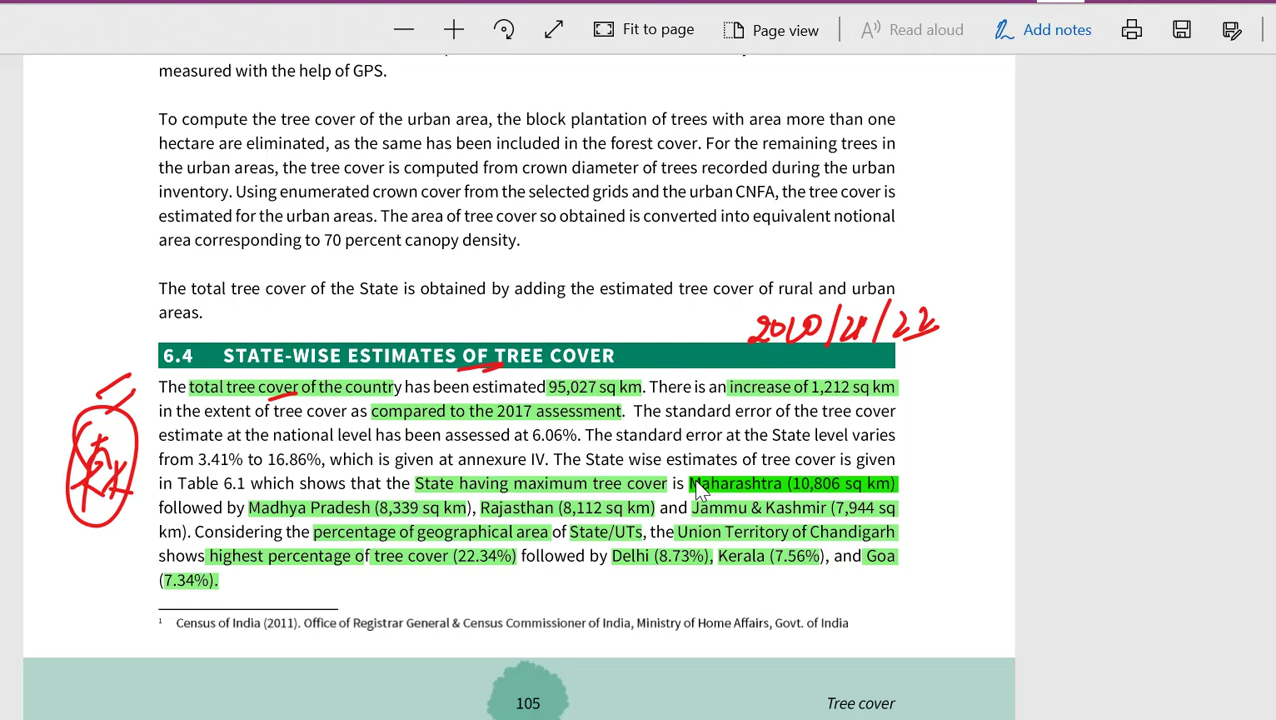 Fit to page
Page view
Read aloud
Add notes
measured with the help of GPS.
To compute the tree cover of the urban area, the block plantation of trees with area more than one
hectare are eliminated, as the same has been included in the forest cover. For the remaining trees in
the urban areas, the tree cover is computed from crown diameter of trees recorded during the urban
inventory. Using enumerated crown cover from the selected grids and the urban CNFA, the tree cover is
estimated for the urban areas. The area of tree cover so obtained is converted into equivalent notional
area corresponding to 70 percent canopy density.
The total tree cover of the State is obtained by adding the estimated tree cover of rural and urban
areas.
6.4 STATE-WISE ESTIMATES OF TREE COVER
The total tree cover of the country has been estimated 95,027 sq km. There is an increase of 1,212 sq km
in the extent of tree cover as compared to the 2017 assessment. The standard error of the tree cover
estimate at the national level has been assessed at 6.06%. The standard error at the State level varies
from 3.41% to 16.86%, which is given at annexure IV. The State wise estimates of tree cover is given
in Table 6.1 which shows that the State having maximum tree cover is Maharashtra (10,806 sq km)
followed by Madhya Pradesh (8,339 sq km), Rajasthan (8,112 sq km) and Jammu & Kashmir (7,944 sq
km). Considering the percentage of geographical area of State/UTs, the Union Territory of Chandigarh
shows highest percentage of tree cover (22.34%) followed by Delhi (8.73%), Kerala (7.56%), and Goa
(7.34%).
1 Census of India (2011). Office of Registrar General & Census Commissioner of India, Ministry of Home Affairs, Govt. of India
105
Tree cover